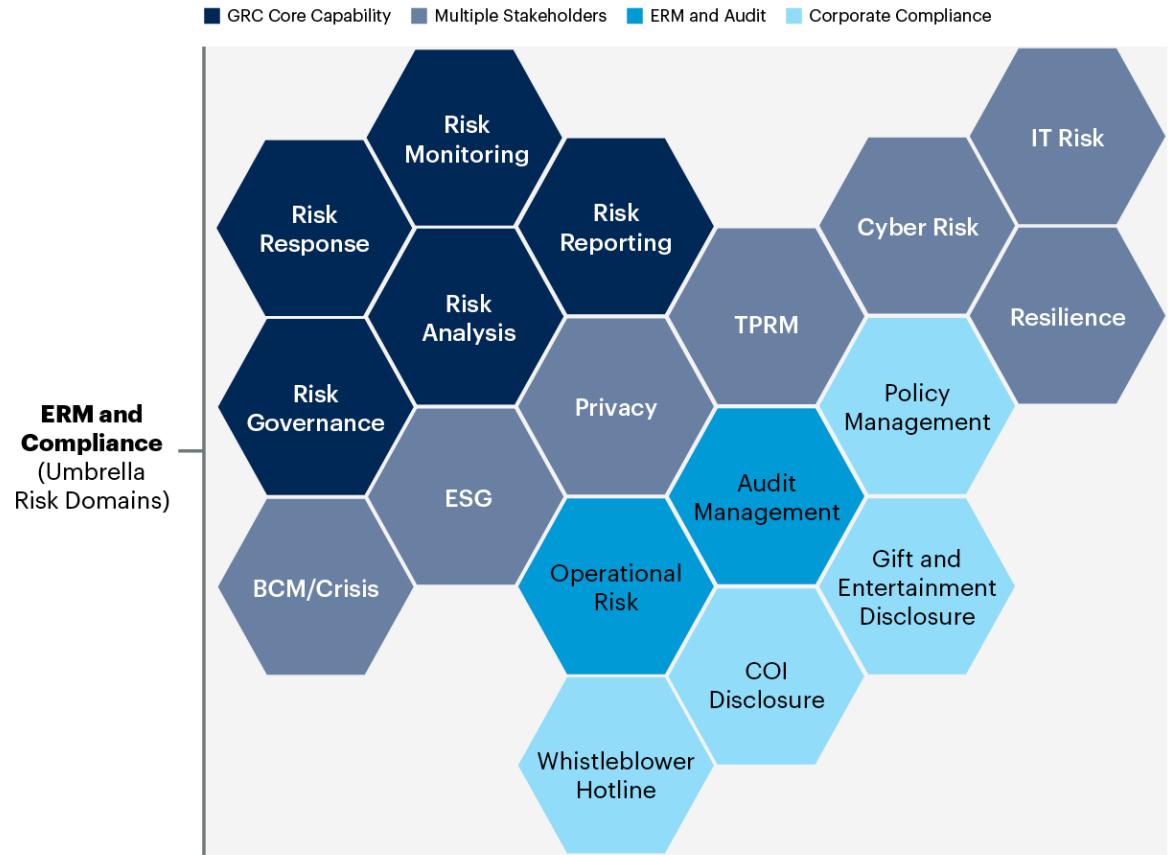 GRC Core Capability
Multiple Stakeholders
ERM and Audit
Corporate Compliance
Risk
Monitoring
IT Risk
Risk
Response
Risk
Reporting
Cyber Risk
Risk
Analysis
TPRM
Resilience
Risk
Governance
Privacy
Policy
Management
ERM and
Compliance
(Umbrella
Risk Domains)
ESG
Audit
Management
BCM/Crisis
Operational
Risk
Gift and
Entertainment
Disclosure
COI
Disclosure
Whistleblower
Hotline